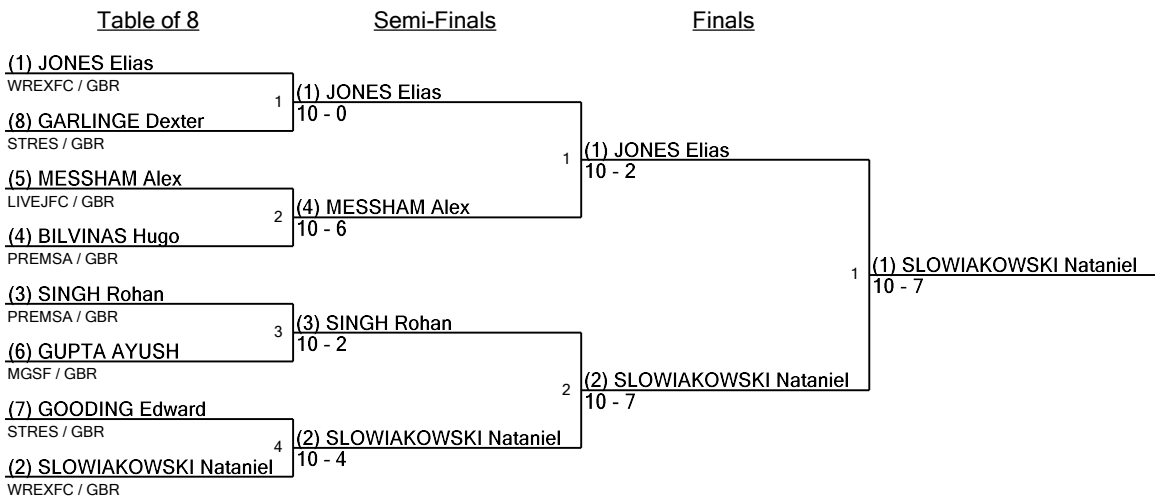 Table of 8
Semi-Finals
Finals
(1) JONES Elias
WREXFC / GBR
(8) GARLINGE Dexter
STRES / GBR
(5) MESSHAM Alex
LIVEJFC / GBR
(4) BILVINAS Hugo
PREMSA / GBR
(3) SINGH Rohan
PREMSA / GBR
(6) GUPTA AYUSH
MGSF / GBR
(7) GOODING Edward
STRES / GBR
(2) SLOWIAKOWSKI Nataniel
WREXFC / GBR
1
(1) JONES Elias
10 - 0
2
(4) MESSHAM Alex
10 - 6
3
(3) SINGH Rohan
10 - 2
4
(2) SLOWIAKOWSKI Nataniel
10 - 4
1
(1) JONES Elias
10 - 2
2
(2) SLOWIAKOWSKI Nataniel
10 - 7
1
(1) SLOWIAKOWSKI Nataniel
10 - 7